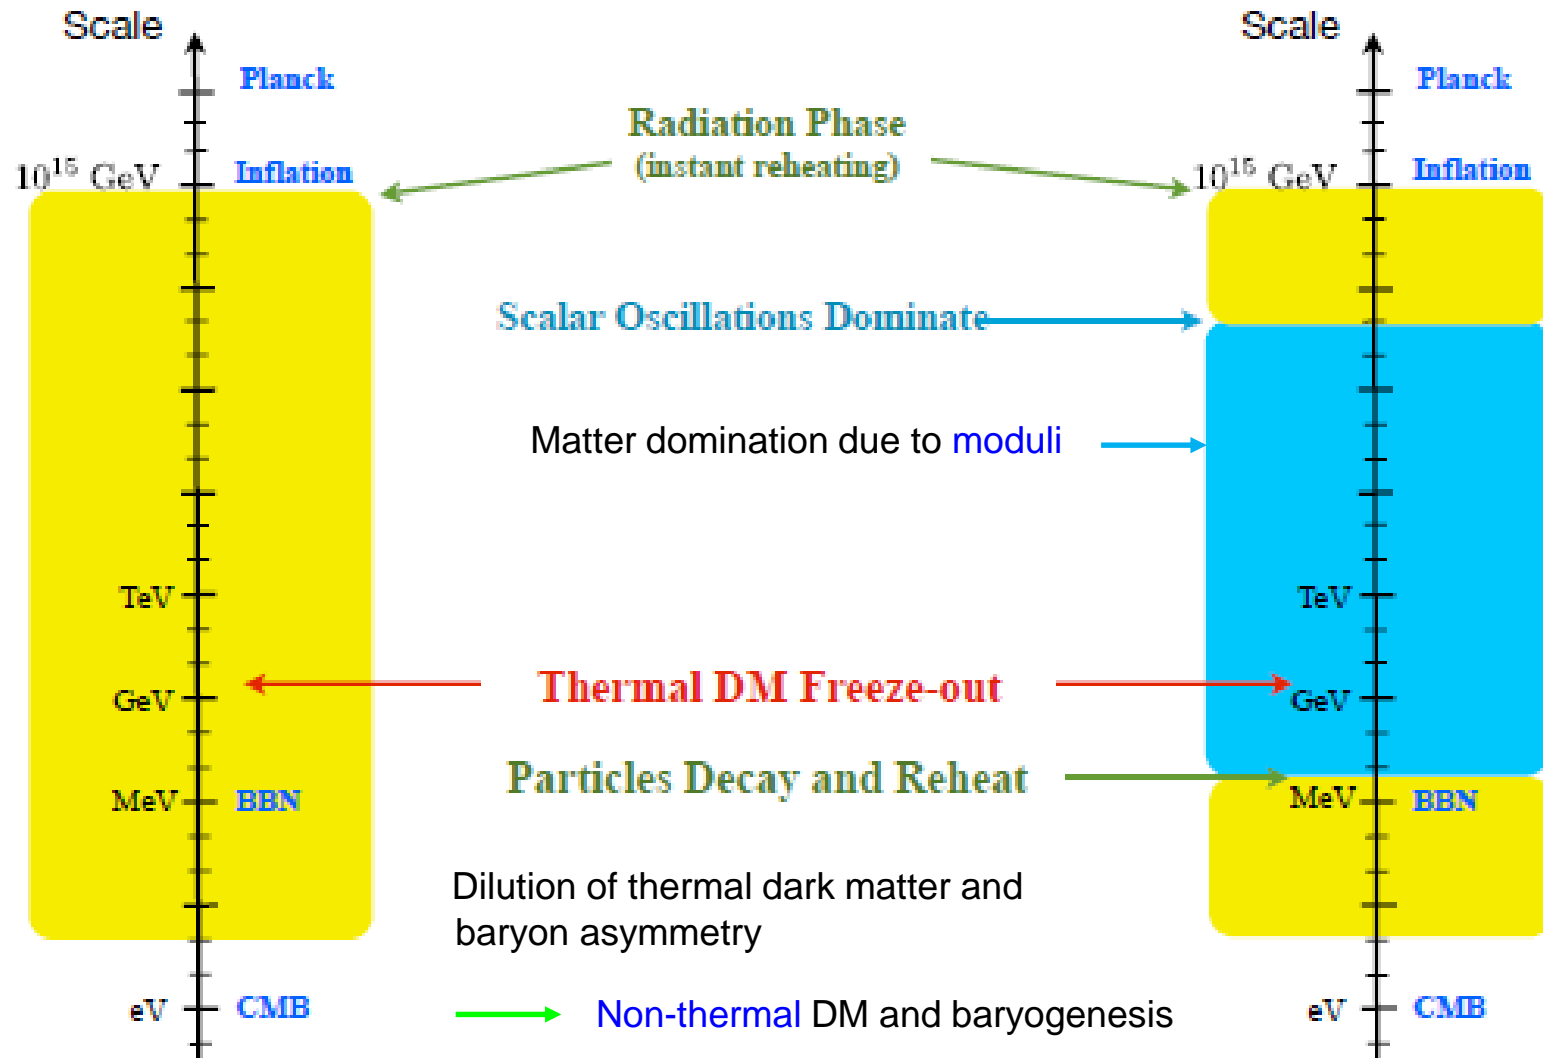 Scale
Planck
10^15 GeV
Inflation
TeV
GeV
MeV
BBN
eV
CMB
Radiation Phase
(instant reheating)
Scalar Oscillations Dominate
Matter domination due to moduli
Thermal DM Freeze-out
Particles Decay and Reheat
Dilution of thermal dark matter and
baryon asymmetry
Non-thermal DM and baryogenesis
Scale
Planck
10^15 GeV
Inflation
TeV
GeV
MeV
BBN
eV
CMB